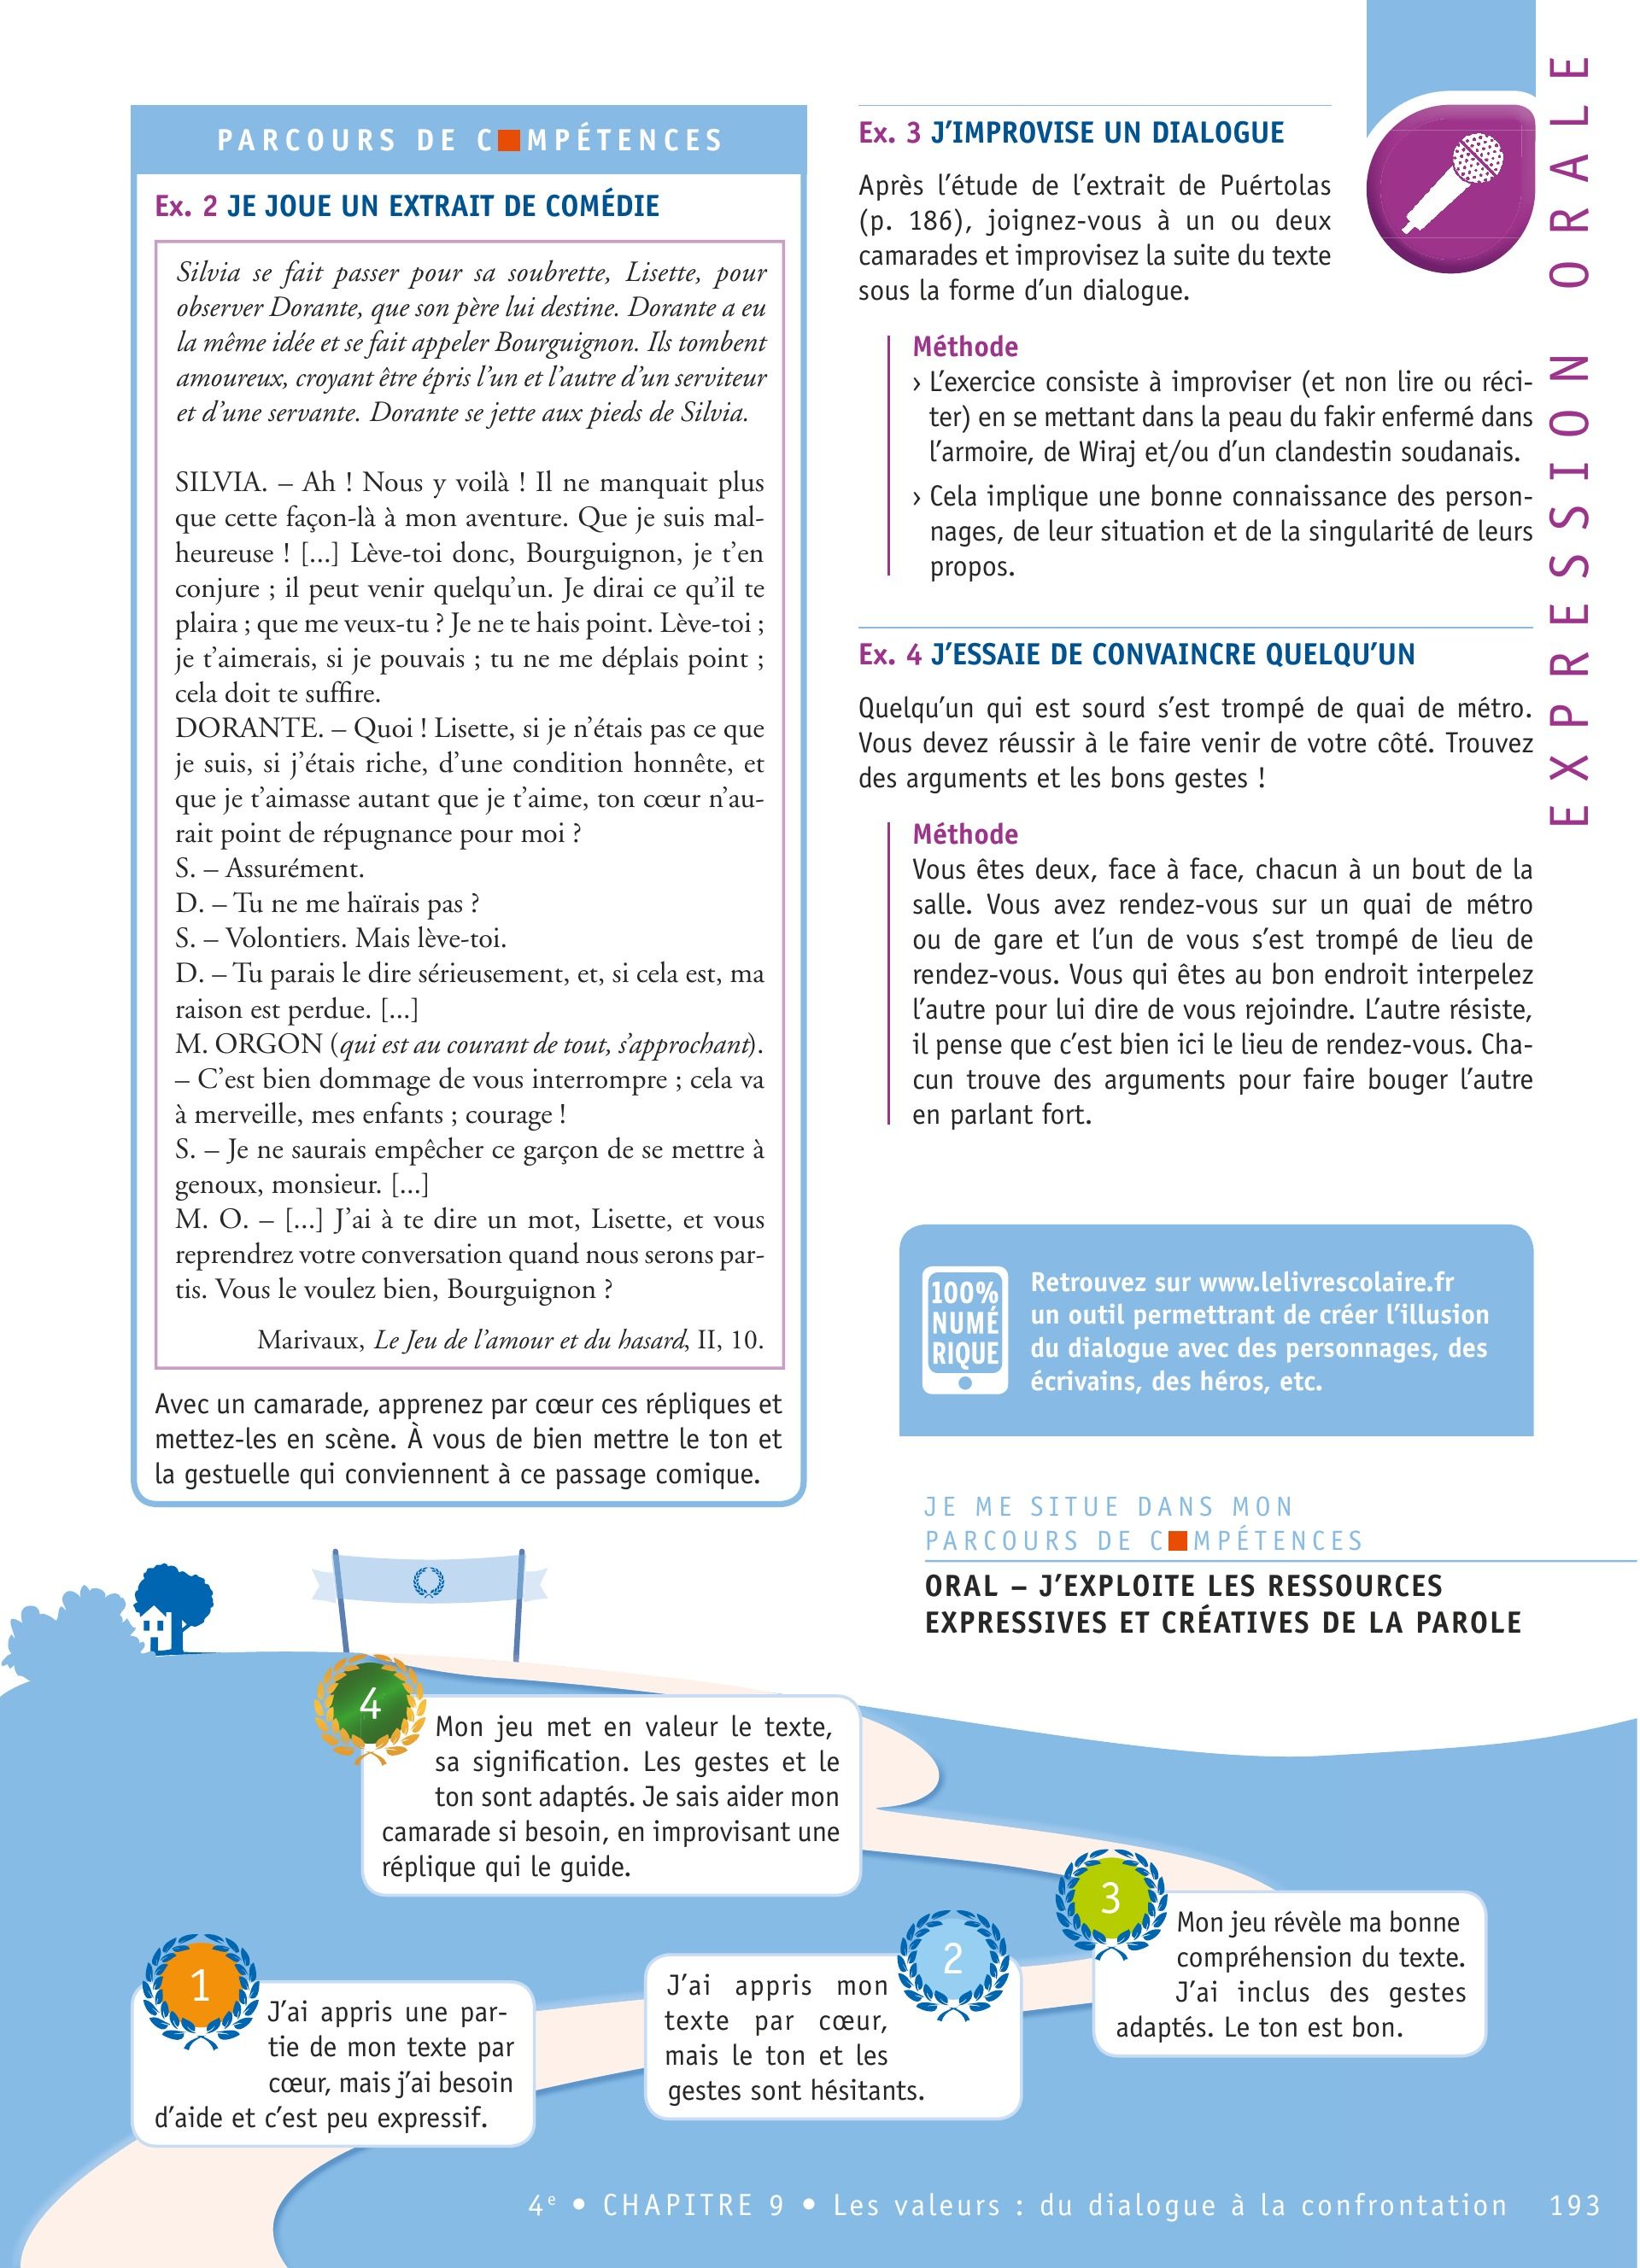 PARCOURS DE C■MPÉTENCES
Ex. 2 JE JOUE UN EXTRAIT DE COMÉDIE
Silvia se fait passer pour sa soubrette, Lisette, pour
observer Dorante, que son père lui destine. Dorante a eu
la même idée et se fait appeler Bourguignon. Ils tombent
amoureux, croyant être épris l’un et l’autre d’un serviteur
et d’une servante. Dorante se jette aux pieds de Silvia.
SILVIA. – Ah ! Nous y voilà ! Il ne manquait plus
que cette façon-là à mon aventure. Que je suis mal-
heureuse ! [...] Lève-toi donc, Bourguignon, je t’en
conjure ; il peut venir quelqu’un. Je dirai ce qu’il te
plaira ; que me veux-tu ? Je ne te hais point. Lève-toi ;
je t’aimerais, si je pouvais ; tu ne me déplais point ;
cela doit te suffire.
DORANTE. – Quoi ! Lisette, si je n’étais pas ce que
je suis, si j’étais riche, d’une condition honnête, et
que je t’aimasse autant que je t’aime, ton cœur n’au-
rait point de répugnance pour moi ?
S. – Assurément.
D. – Tu ne me haïrais pas ?
S. – Volontiers. Mais lève-toi.
D. – Tu parais le dire sérieusement, et, si cela est, ma
raison est perdue. [...]
M. ORGON (qui est au courant de tout, s’approchant).
– C’est bien dommage de vous interrompre ; cela va
à merveille, mes enfants ; courage !
S. – Je ne saurais empêcher ce garçon de se mettre à
genoux, monsieur. [...]
M. O. – [...] J’ai à te dire un mot, Lisette, et vous
reprendrez votre conversation quand nous serons par-
tis. Vous le voulez bien, Bourguignon ?
Marivaux, Le Jeu de l’amour et du hasard, II, 10.
Avec un camarade, apprenez par cœur ces répliques et
mettez-les en scène. À vous de bien mettre le ton et
la gestuelle qui conviennent à ce passage comique.
Ex. 3 J’IMPROVISE UN DIALOGUE
Après l’étude de l’extrait de Puértolas
(p. 186), joignez-vous à un ou deux
camarades et improvisez la suite du texte
sous la forme d’un dialogue.
Méthode
› L’exercice consiste à improviser (et non lire ou réci-
ter) en se mettant dans la peau du fakir enfermé dans
l’armoire, de Wiraj et/ou d’un clandestin soudanais.
› Cela implique une bonne connaissance des person-
nages, de leur situation et de la singularité de leurs
propos.
Ex. 4 J’ESSAIE DE CONVAINCRE QUELQU’UN
Quelqu’un qui est sourd s’est trompé de quai de métro.
Vous devez réussir à le faire venir de votre côté. Trouvez
des arguments et les bons gestes !
Méthode
Vous êtes deux, face à face, chacun à un bout de la
salle. Vous avez rendez-vous sur un quai de métro
ou de gare et l’un de vous s’est trompé de lieu de
rendez-vous. Vous qui êtes au bon endroit interpelez
l’autre pour lui dire de vous rejoindre. L’autre résiste,
il pense que c’est bien ici le lieu de rendez-vous. Cha-
cun trouve des arguments pour faire bouger l’autre
en parlant fort.
EXPRESSION ORALE
100%
NUMÉ
RIQUE
Retrouvez sur www.lelivrescolaire.fr
un outil permettrant de créer l’illusion
du dialogue avec des personnages, des
écrivains, des héros, etc.
JE ME SITUE DANS MON
PARCOURS DE C■MPÉTENCES
ORAL – J’EXPLOITE LES RESSOURCES
EXPRESSIVES ET CRÉATIVES DE LA PAROLE
4
Mon jeu met en valeur le texte,
sa signification. Les gestes et le
ton sont adaptés. Je sais aider mon
camarade si besoin, en improvisant une
réplique qui le guide.
1
J’ai appris une par-
tie de mon texte par
cœur, mais j’ai besoin
d’aide et c’est peu expressif.
2
J’ai appris mon
texte par cœur,
mais le ton et les
gestes sont hésitants.
3
Mon jeu révèle ma bonne
compréhension du texte.
J’ai inclus des gestes
adaptés. Le ton est bon.
4e • CHAPITRE 9 • Les valeurs : du dialogue à la confrontation 193